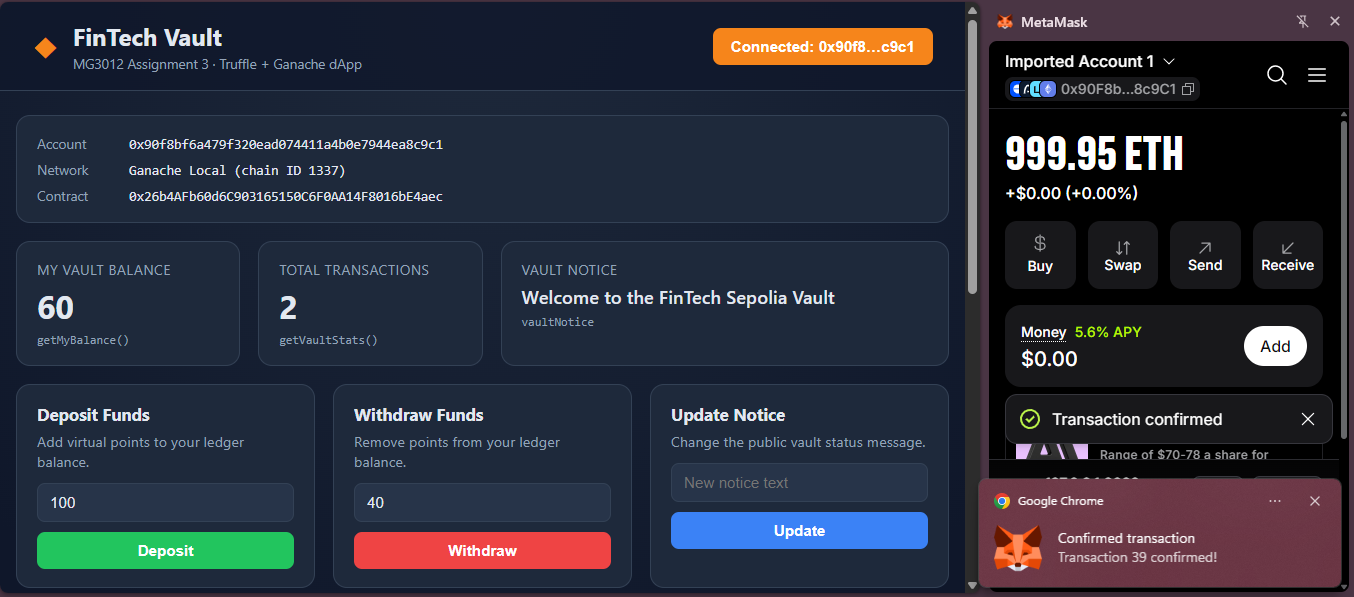 FinTech Vault
MG3012 Assignment 3 · Truffle + Ganache dApp
Connected: 0x90f8...c9c1
Account 0x90f8bf6a479f320ead074411a4b0e7944ea8c9c1
Network Ganache Local (chain ID 1337)
Contract 0x26b4AFb60d6C903165150C6F0AA14F8016bE4aec
MY VAULT BALANCE
60
getMyBalance()
TOTAL TRANSACTIONS
2
getVaultStats()
VAULT NOTICE
Welcome to the FinTech Sepolia Vault
vaultNotice
Deposit Funds
Add virtual points to your ledger
balance.
100
Deposit
Withdraw Funds
Remove points from your ledger
balance.
40
Withdraw
Update Notice
Change the public vault status message.
New notice text
Update
MetaMask
Imported Account 1
0x90F8b...8c9C1
999.95 ETH
+$0.00 (+0.00%)
$
Buy
Swap
Send
Receive
Money 5.6% APY
$0.00
Add
Transaction confirmed
Range of $70-78 a share for
Google Chrome
Confirmed transaction
Transaction 39 confirmed!